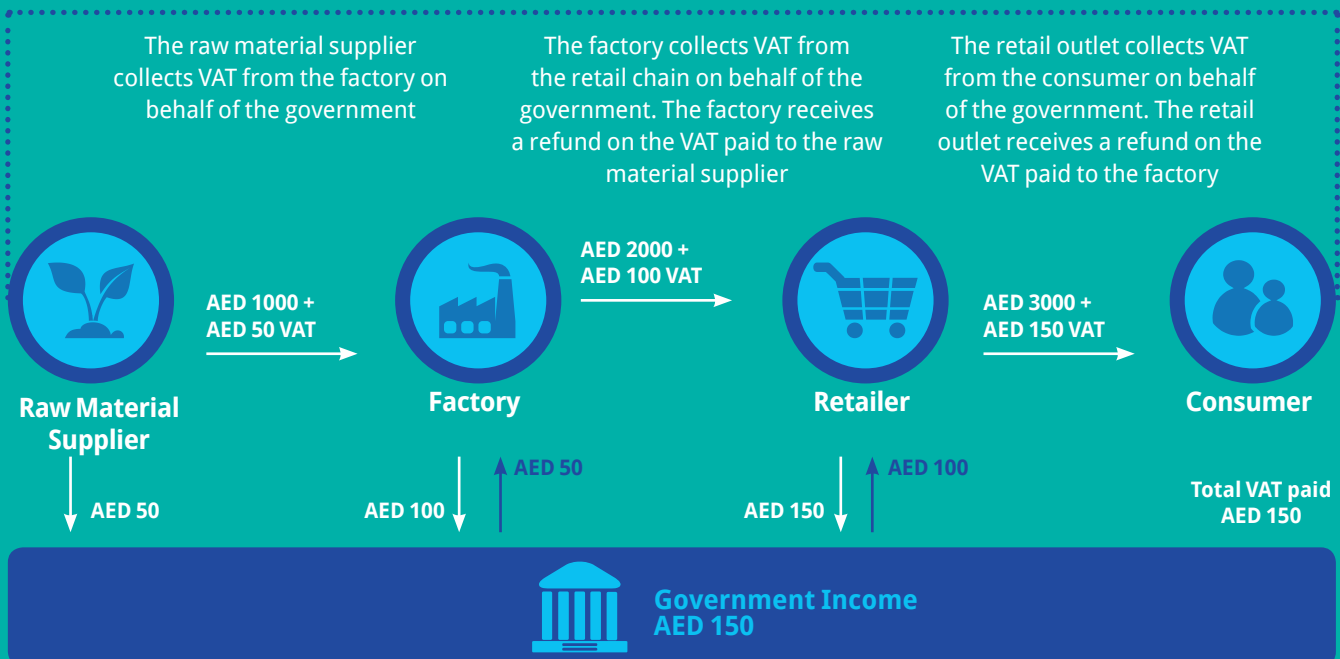 The raw material supplier
collects VAT from the factory on
behalf of the government
The factory collects VAT from
the retail chain on behalf of the
government. The factory receives
a refund on the VAT paid to the raw
material supplier
The retail outlet collects VAT
from the consumer on behalf
of the government. The retail
outlet receives a refund on the
VAT paid to the factory
AED 1000 +
AED 50 VAT
AED 2000 +
AED 100 VAT
AED 3000 +
AED 150 VAT
Raw Material
Supplier
Factory
Retailer
Consumer
AED 50
AED 100
AED 50
AED 150
AED 100
Total VAT paid
AED 150
Government Income
AED 150